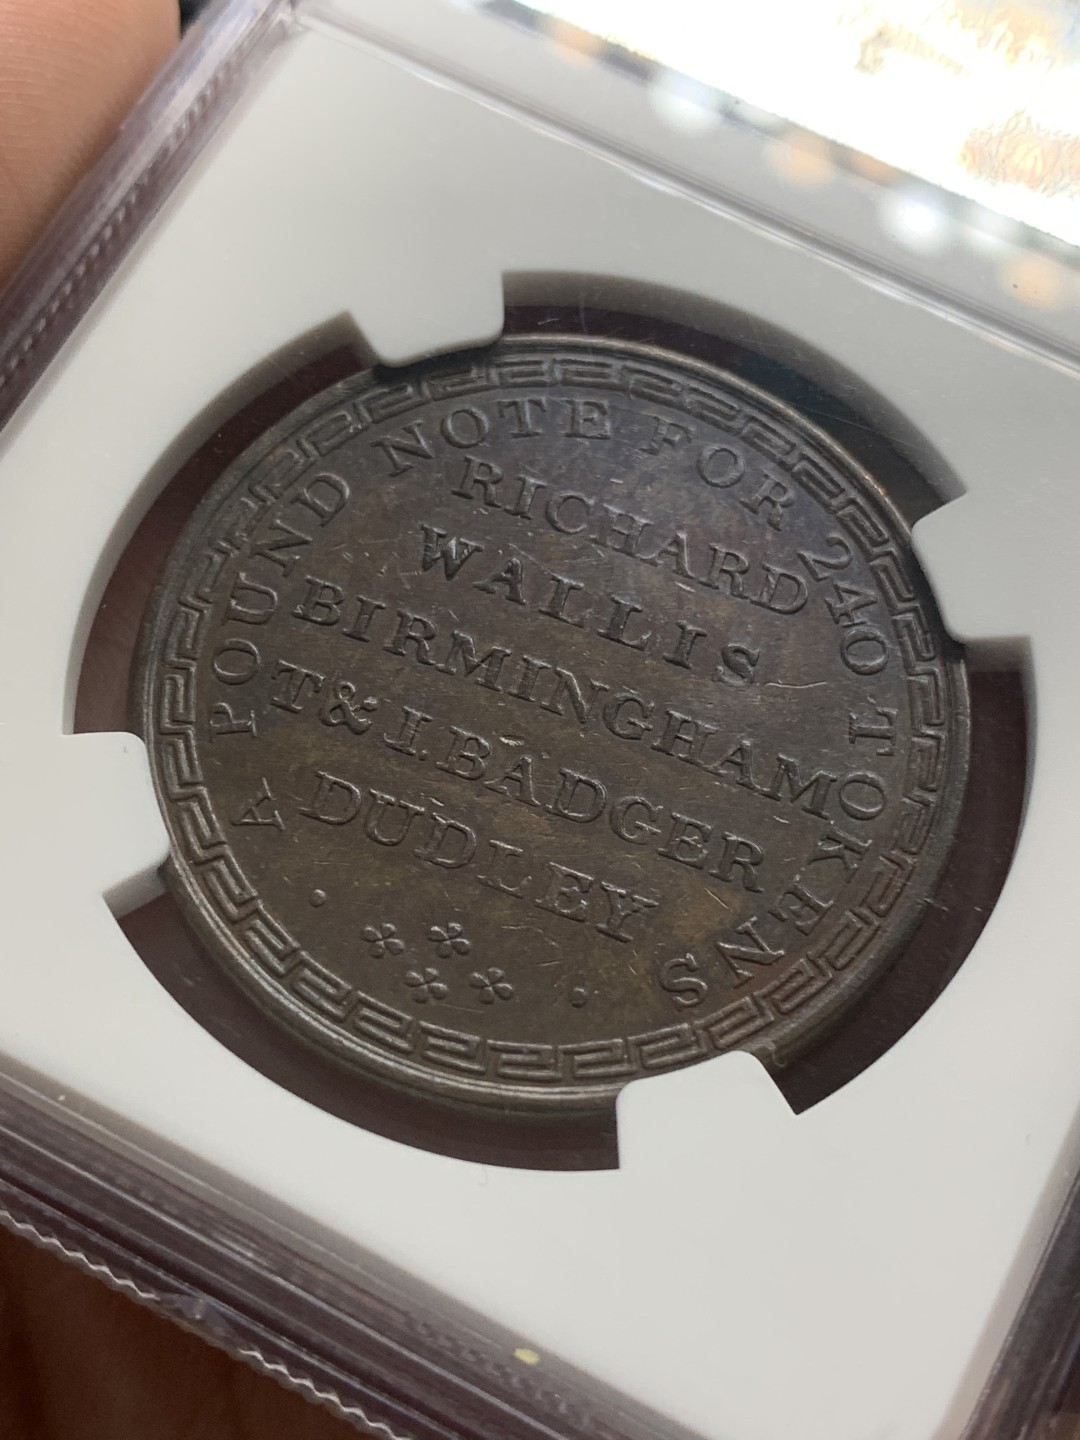 A POUND NOTE FOR 240 TOKENS
RICHARD
WALLIS
BIRMINGHAM
T & I. BADGER
DUDLEY